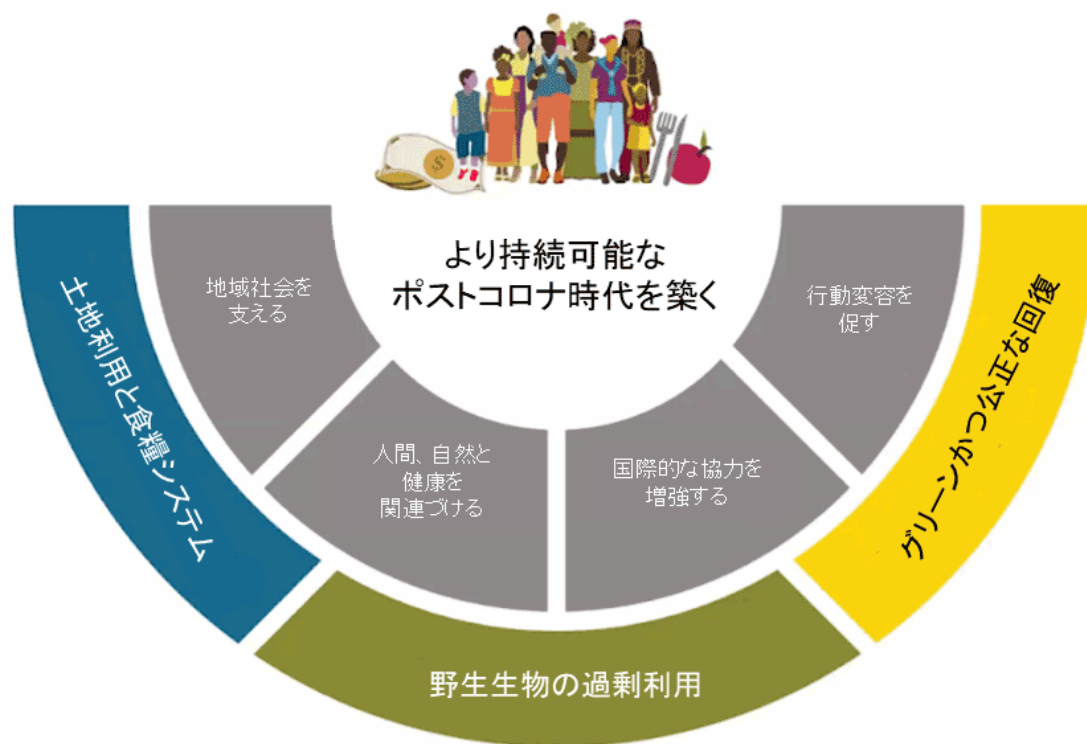 $
より持続可能な
ポストコロナ時代を築く
地域社会を
支える
人間、自然と
健康を
関連づける
国際的な協力を
増強する
行動変容を
促す
土地利用と食糧システム
野生生物の過剰利用
グリーンかつ公正な回復